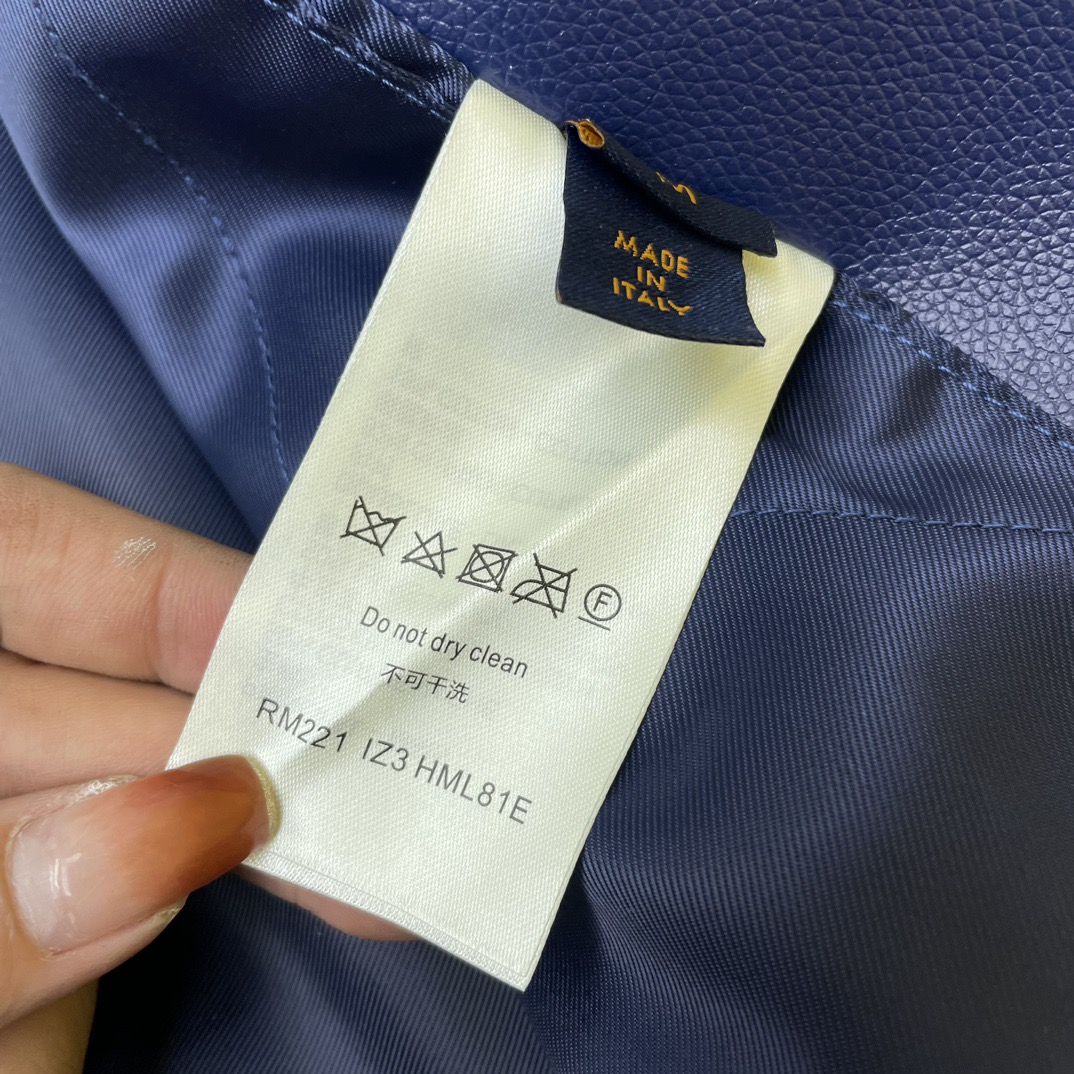 M
MADE
IN
ITALY
F
Do not dry clean
不可干洗
RM221 IZ3 HML81E